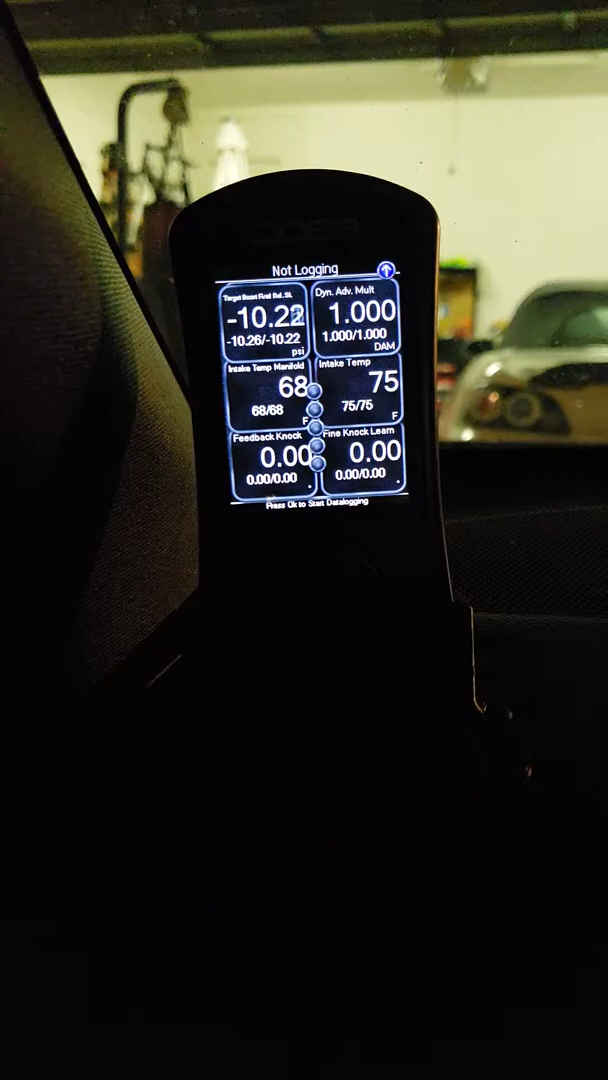 COBB
Not Logging
Target Boost Final Rel. SL
-10.22
-10.26/-10.22
psi
Dyn. Adv. Mult
1.000
1.000/1.000
DAM
Intake Temp Manifold
68
68/68
F
Intake Temp
75
75/75
F
Feedback Knock
0.00
0.00/0.00
Fine Knock Learn
0.00
0.00/0.00
Press Ok to Start Datalogging